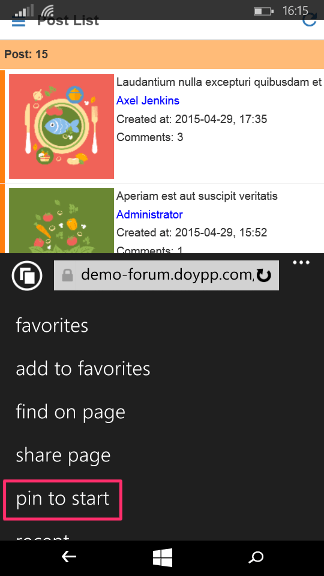 16:15
Post List
Post: 15
Laudantium nulla excepturi quibusdam et
Axel Jenkins
Created at: 2015-04-29, 17:35
Comments: 3
Aperiam est aut suscipit veritatis
Administrator
Created at: 2015-04-29, 15:52
Comments: 1
demo-forum.doypp.com,
favorites
add to favorites
find on page
share page
pin to start
recent